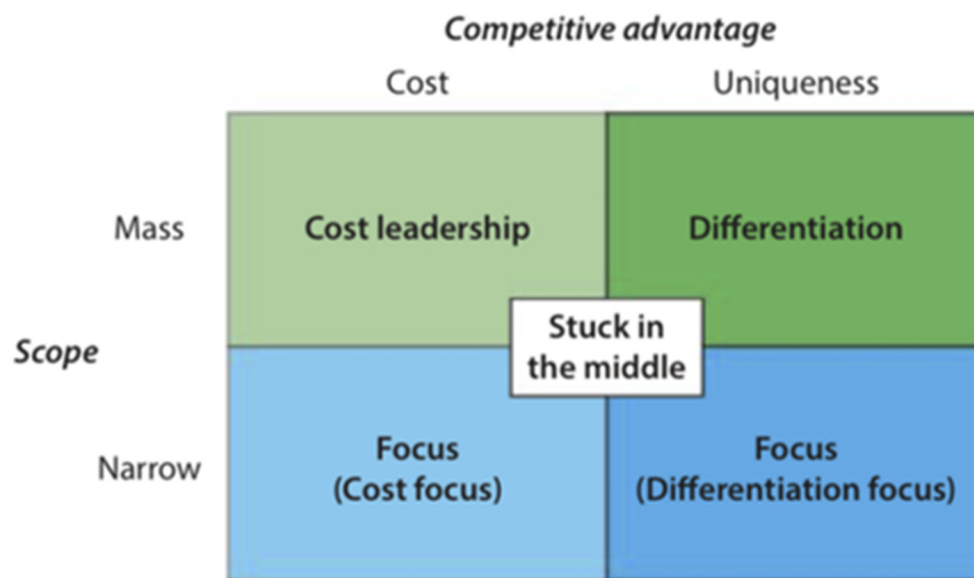 Competitive advantage
Cost
Uniqueness
Mass
Cost leadership
Differentiation
Stuck in
the middle
Scope
Narrow
Focus
(Cost focus)
Focus
(Differentiation focus)